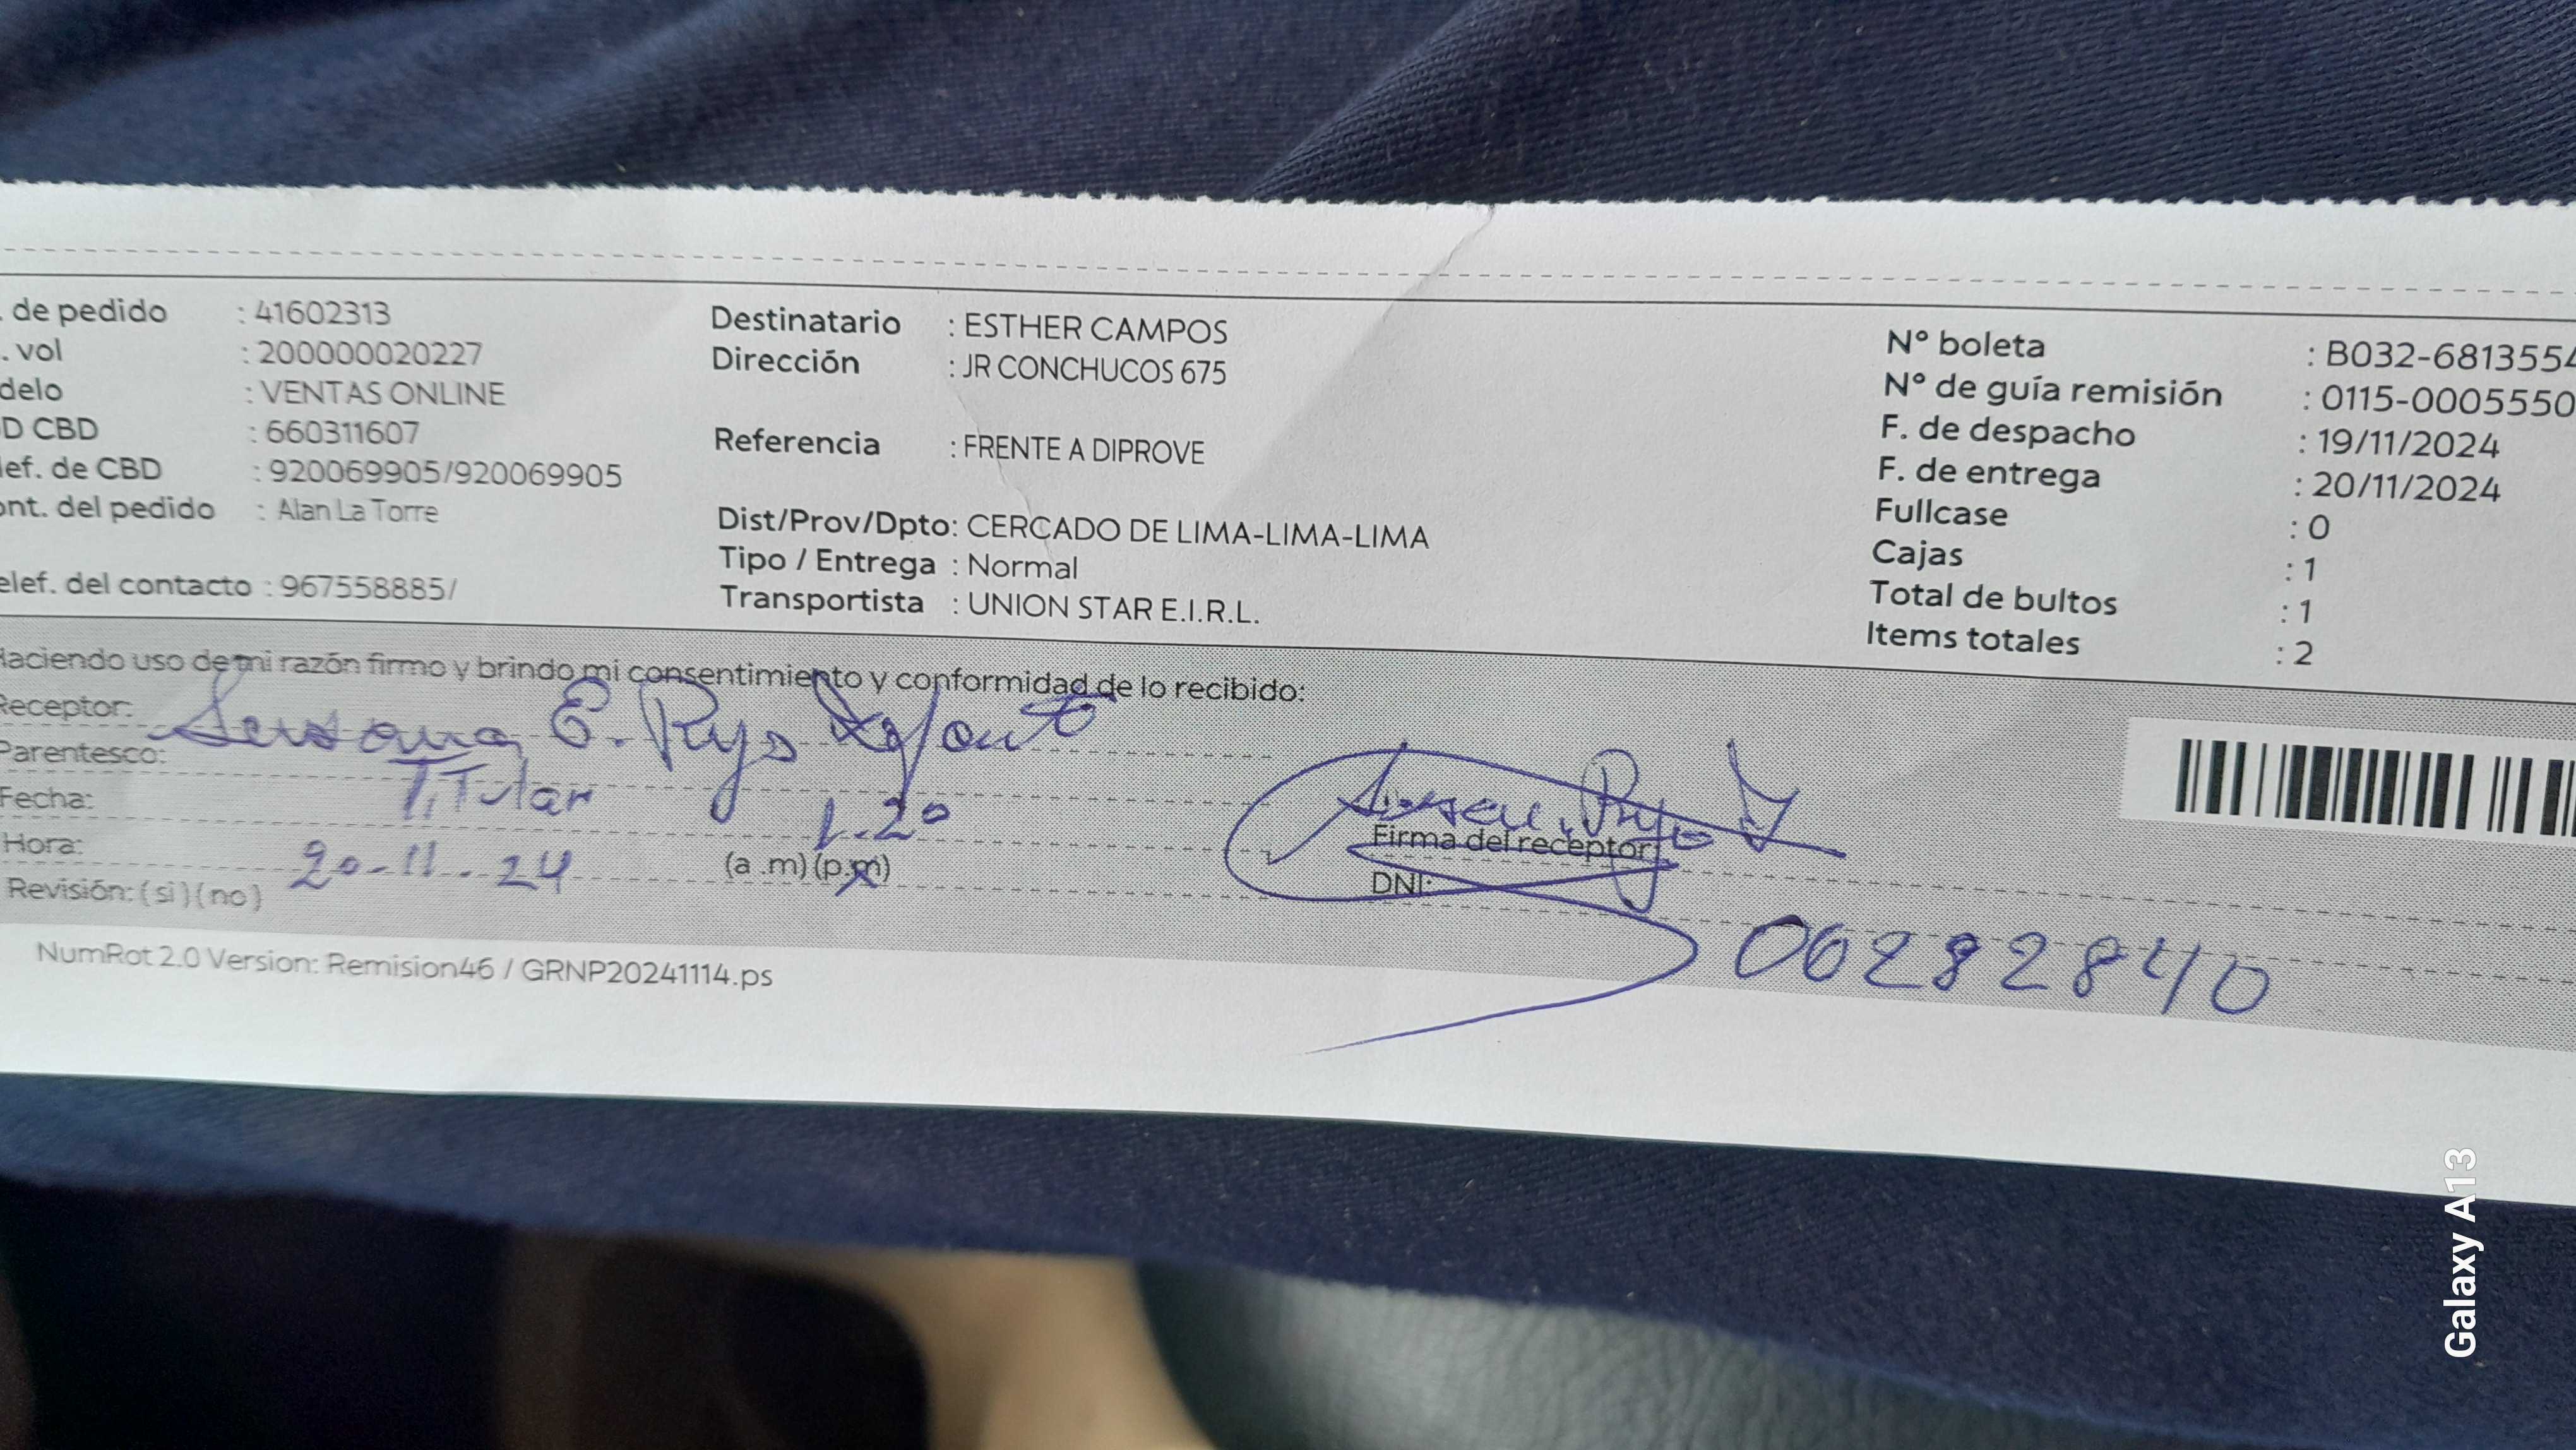 . de pedido : 41602313
. vol : 200000020227
delo : VENTAS ONLINE
D CBD : 660311607
lef. de CBD : 920069905/920069905
ont. del pedido : Alan La Torre
elef. del contacto : 967558885/
Destinatario : ESTHER CAMPOS
Dirección : JR CONCHUCOS 675
Referencia : FRENTE A DIPROVE
Dist/Prov/Dpto: CERCADO DE LIMA-LIMA-LIMA
Tipo / Entrega : Normal
Transportista : UNION STAR E.I.R.L.
N° boleta : B032-6813554
N° de guía remisión : 0115-0005550
F. de despacho : 19/11/2024
F. de entrega : 20/11/2024
Fullcase : 0
Cajas : 1
Total de bultos : 1
Items totales : 2
Haciendo uso de mi razón firmo y brindo mi consentimiento y conformidad de lo recibido:
Receptor: E.
Parentesco: Titular
Fecha: 1.20
Hora: 20-11-24 (a .m) (p.m)
Revisión: (si) (no)
Firma del receptor
DNI: 06282840
NumRot 2.0 Version: Remision46 / GRNP20241114.ps
Galaxy A13